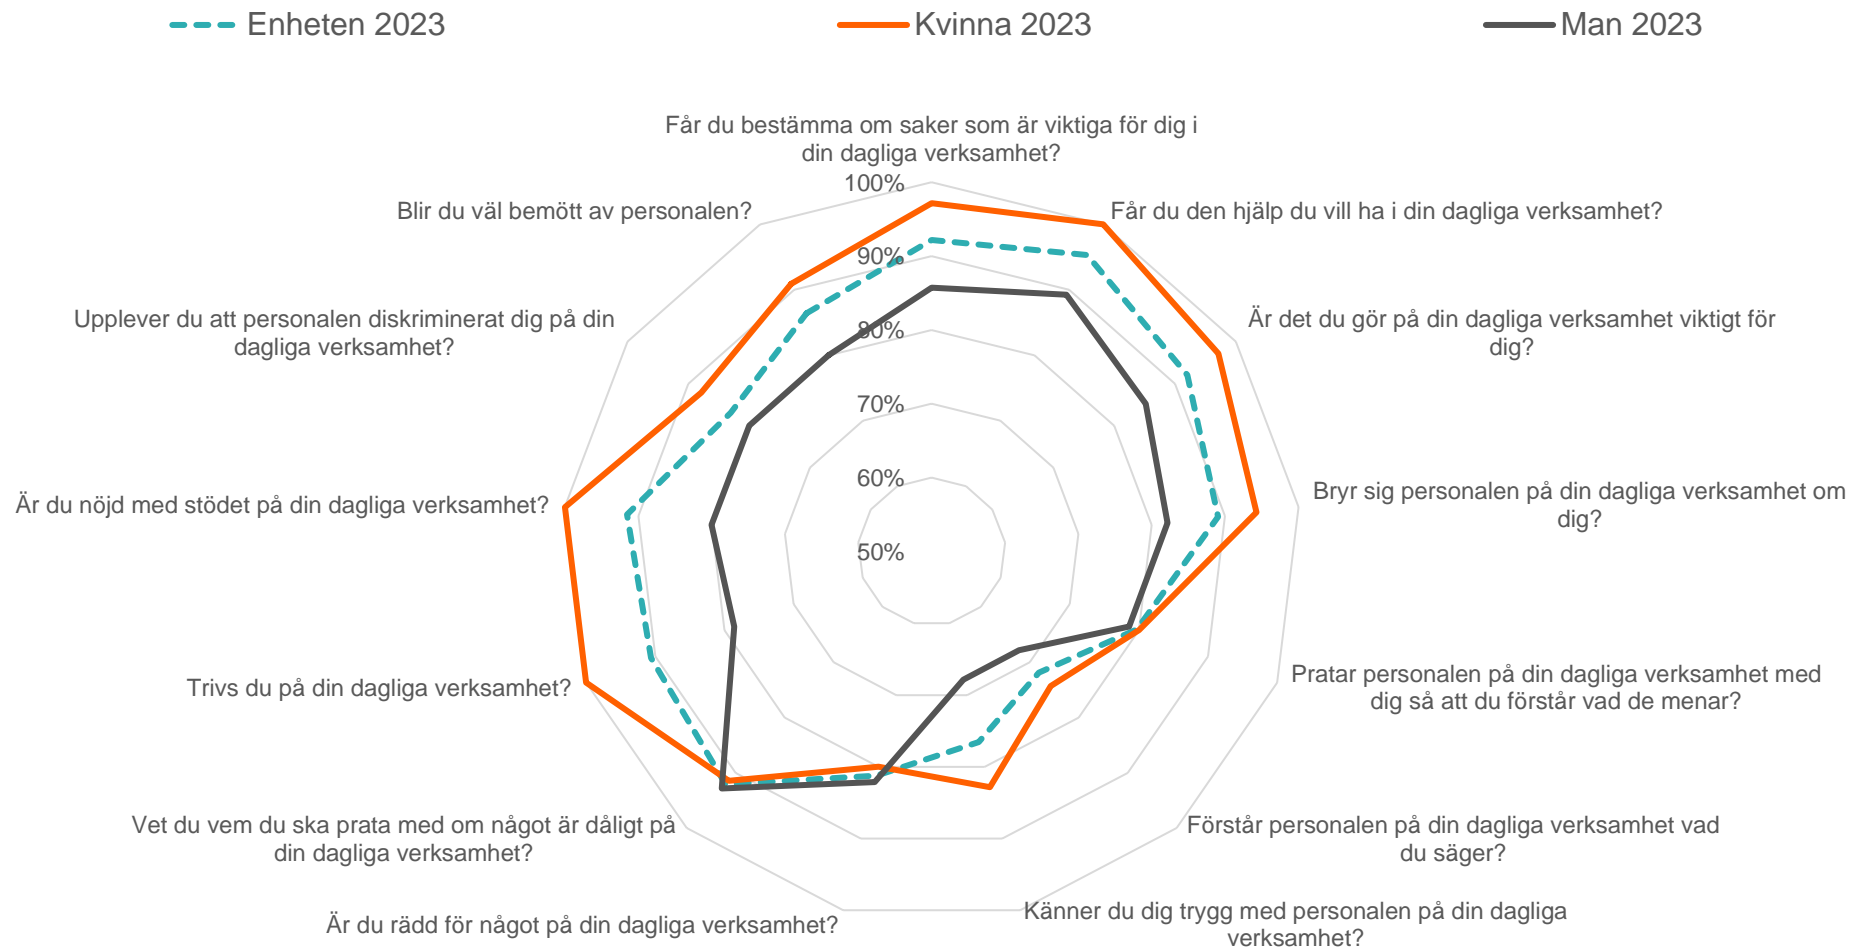 Enheten 2023
Kvinna 2023
Man 2023
Får du bestämma om saker som är viktiga för dig i
din dagliga verksamhet?
100%
90%
80%
70%
60%
50%
Får du den hjälp du vill ha i din dagliga verksamhet?
Är det du gör på din dagliga verksamhet viktigt för
dig?
Bryr sig personalen på din dagliga verksamhet om
dig?
Pratar personalen på din dagliga verksamhet med
dig så att du förstår vad de menar?
Förstår personalen på din dagliga verksamhet vad
du säger?
Känner du dig trygg med personalen på din dagliga
verksamhet?
Är du rädd för något på din dagliga verksamhet?
Vet du vem du ska prata med om något är dåligt på
din dagliga verksamhet?
Trivs du på din dagliga verksamhet?
Är du nöjd med stödet på din dagliga verksamhet?
Upplever du att personalen diskriminerat dig på din
dagliga verksamhet?
Blir du väl bemött av personalen?